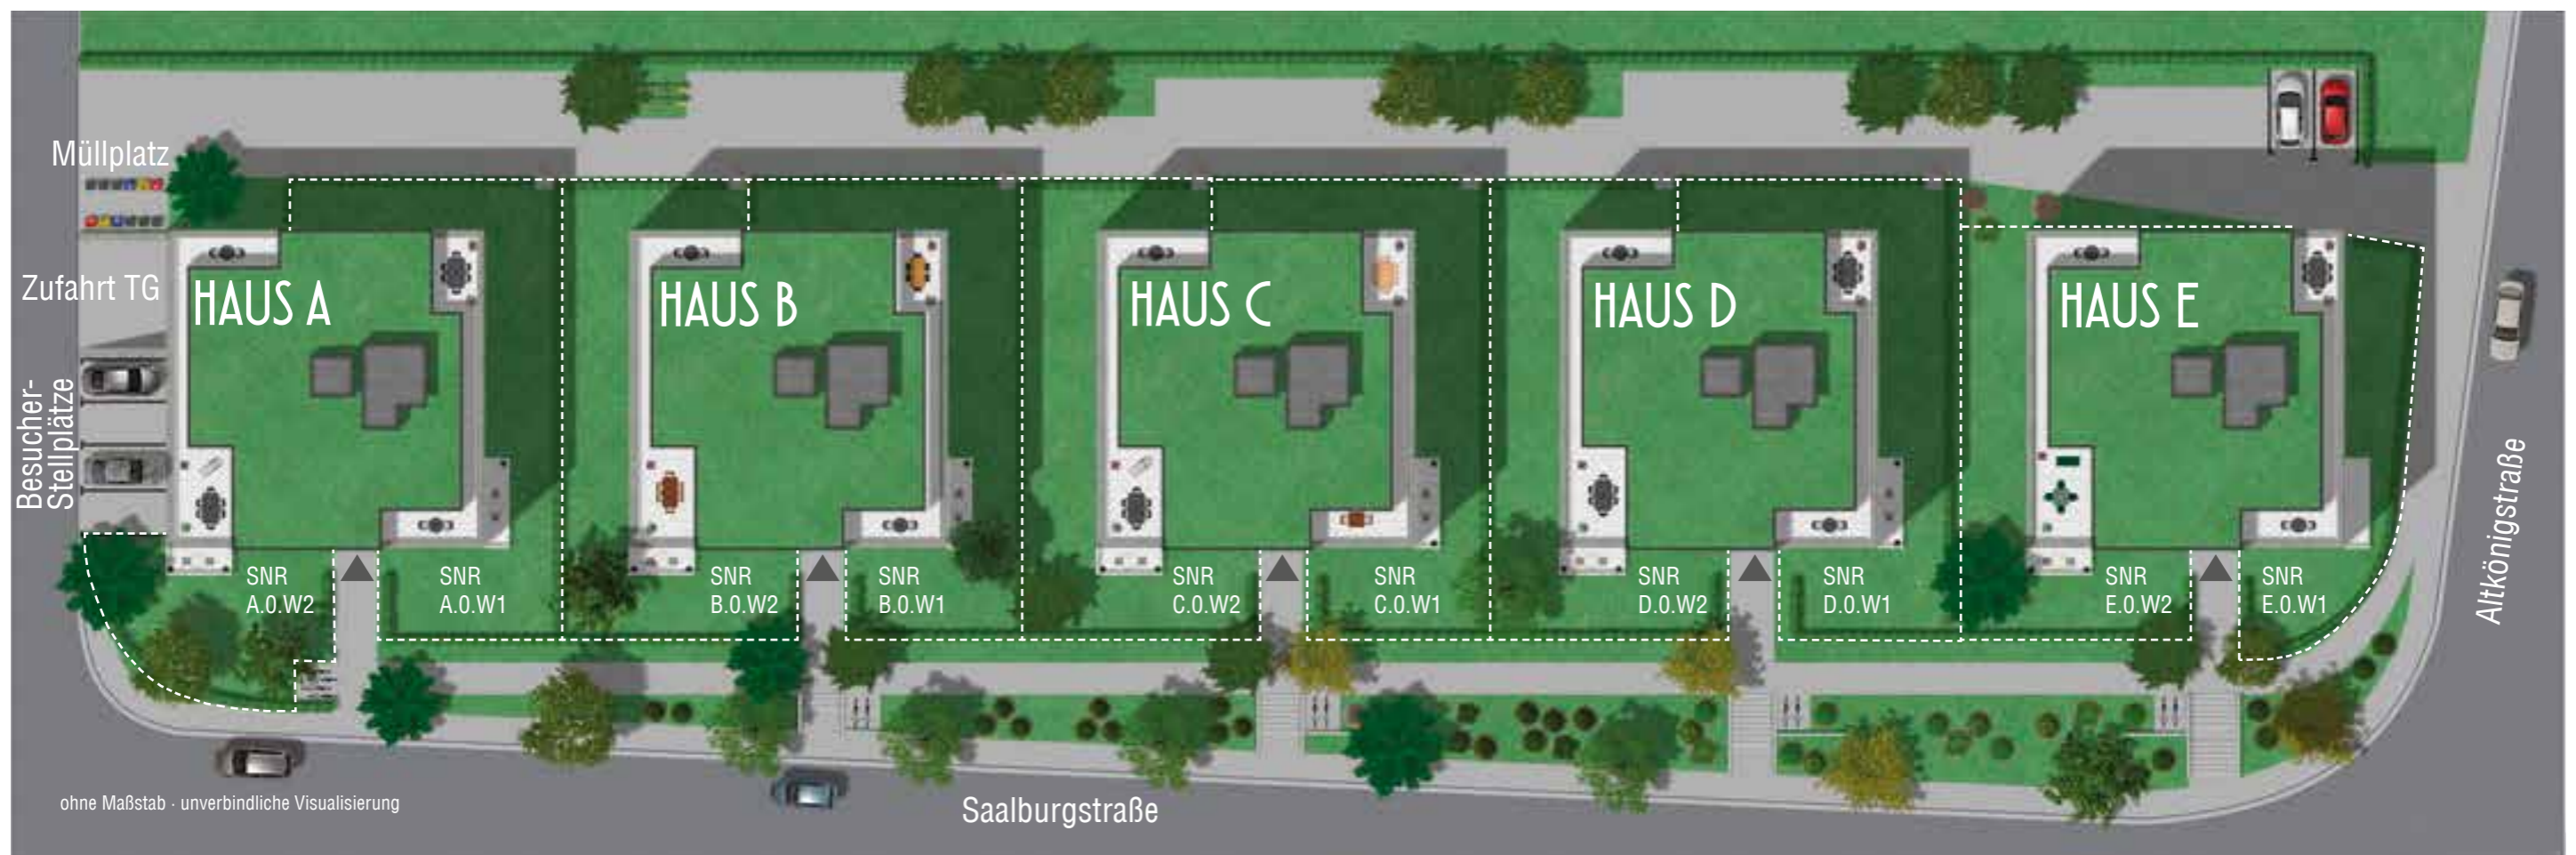 Müllplatz
Zufahrt TG
Besucher-
Stellplätze
HAUS A
HAUS B
HAUS C
HAUS D
HAUS E
SNR
A.0.W2
SNR
A.0.W1
SNR
B.0.W2
SNR
B.0.W1
SNR
C.0.W2
SNR
C.0.W1
SNR
D.0.W2
SNR
D.0.W1
SNR
E.0.W2
SNR
E.0.W1
Altkönigstraße
Saalburgstraße
ohne Maßstab · unverbindliche Visualisierung